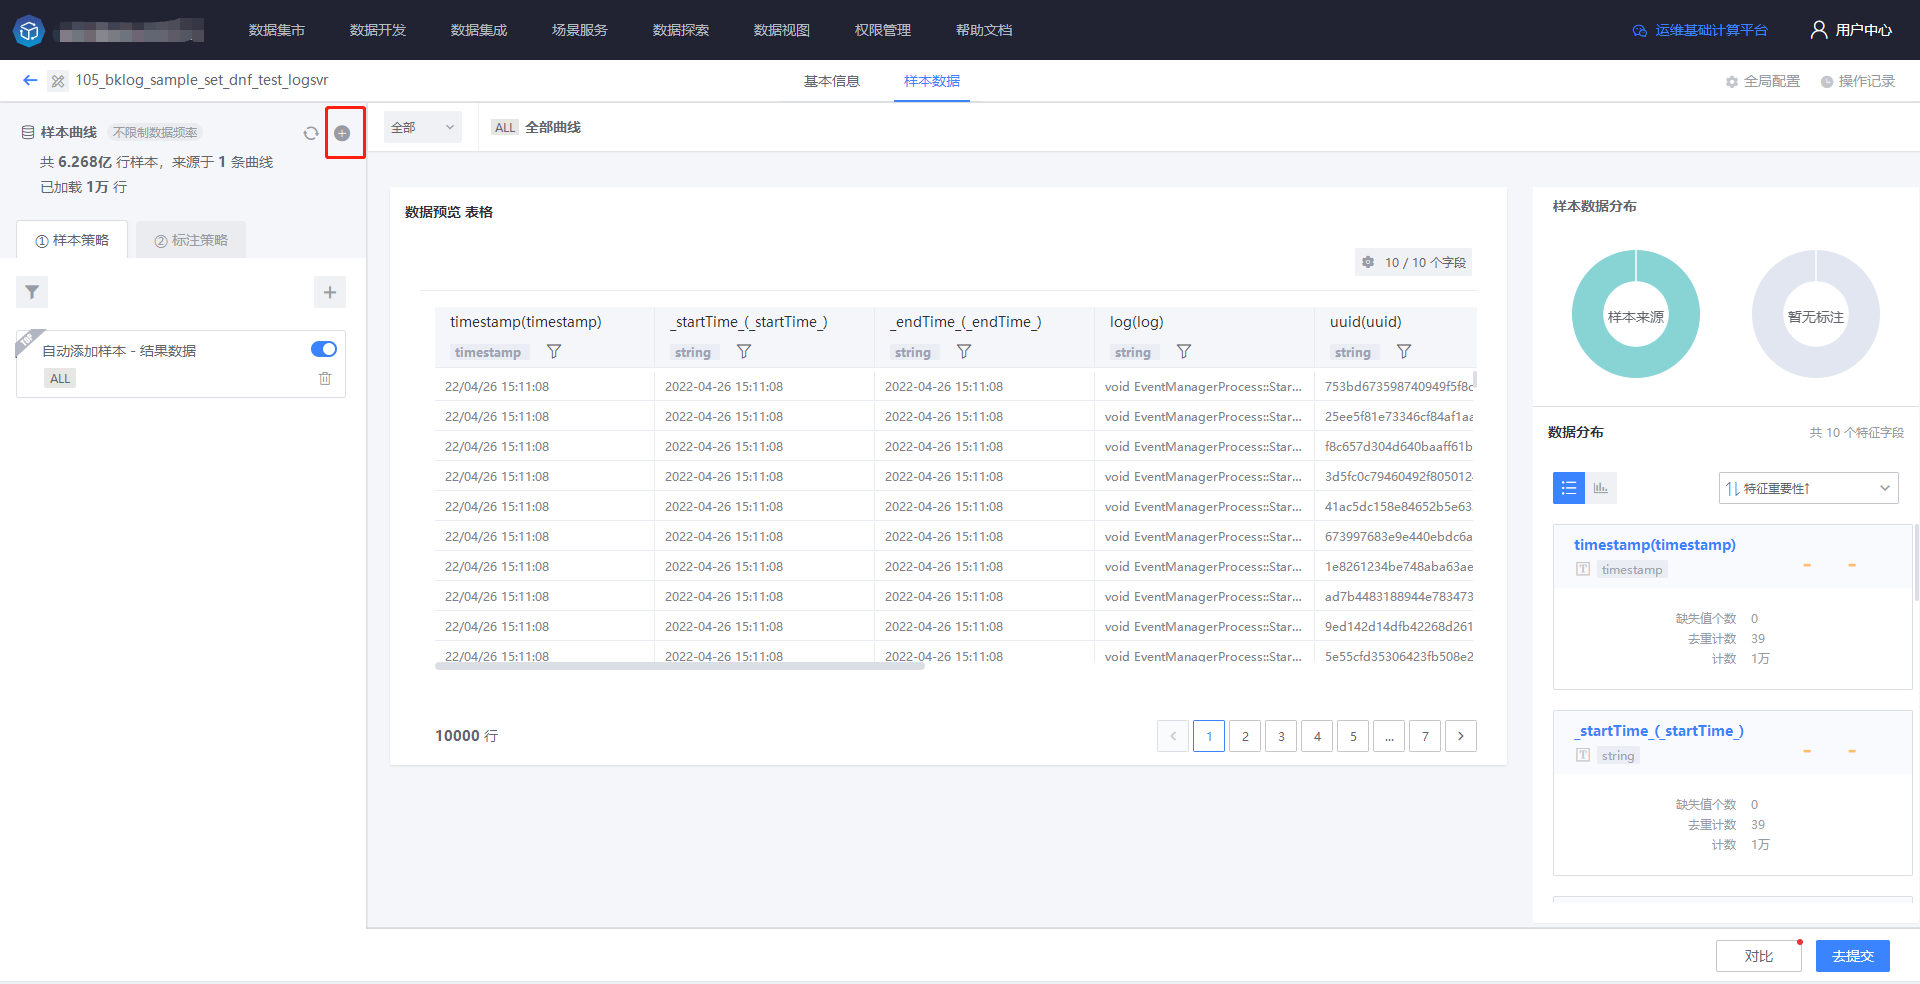 数据集市 数据开发 数据集成 场景服务 数据探索 数据视图 权限管理 帮助文档 运维基础计算平台 用户中心
105_bklog_sample_set_dnf_test_logsvr 基本信息 样本数据 全局配置 操作记录
样本曲线 不限制数据频率
共 6.268亿 行样本，来源于 1 条曲线
已加载 1万 行
① 样本策略 ② 标注策略
TOP
自动添加样本 - 结果数据
ALL
全部 ALL 全部曲线
数据预览 表格
10 / 10 个字段
timestamp(timestamp) _startTime_(_startTime_) _endTime_(_endTime_) log(log) uuid(uuid)
timestamp string string string string
22/04/26 15:11:08 2022-04-26 15:11:08 2022-04-26 15:11:08 void EventManagerProcess::Star... 753bd673598740949f5f8c
22/04/26 15:11:08 2022-04-26 15:11:08 2022-04-26 15:11:08 void EventManagerProcess::Star... 25ee5f81e73346cf84af1aa
22/04/26 15:11:08 2022-04-26 15:11:08 2022-04-26 15:11:08 void EventManagerProcess::Star... f8c657d304d640baaff61b
22/04/26 15:11:08 2022-04-26 15:11:08 2022-04-26 15:11:08 void EventManagerProcess::Star... 3d5fc0c79460492f805012
22/04/26 15:11:08 2022-04-26 15:11:08 2022-04-26 15:11:08 void EventManagerProcess::Star... 41ac5dc158e84652b5e63
22/04/26 15:11:08 2022-04-26 15:11:08 2022-04-26 15:11:08 void EventManagerProcess::Star... 673997683e9e440ebdc6a
22/04/26 15:11:08 2022-04-26 15:11:08 2022-04-26 15:11:08 void EventManagerProcess::Star... 1e8261234be748aba63ae
22/04/26 15:11:08 2022-04-26 15:11:08 2022-04-26 15:11:08 void EventManagerProcess::Star... ad7b4483188944e783473
22/04/26 15:11:08 2022-04-26 15:11:08 2022-04-26 15:11:08 void EventManagerProcess::Star... 9ed142d14dfb42268d261
22/04/26 15:11:08 2022-04-26 15:11:08 2022-04-26 15:11:08 void EventManagerProcess::Star... 5e55cfd35306423fb508e2
10000 行 1 2 3 4 5 ... 7
样本数据分布
样本来源 暂无标注
数据分布 共 10 个特征字段
特征重要性↑
timestamp(timestamp)
T timestamp - -
缺失值个数 0
去重计数 39
计数 1万
_startTime_(_startTime_)
T string - -
缺失值个数 0
去重计数 39
计数 1万
对比 去提交